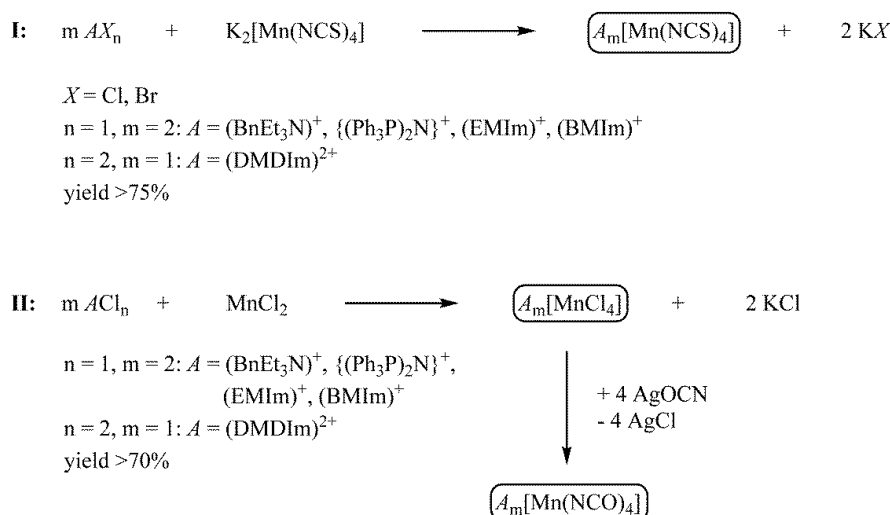 I: m AXₙ + K₂[Mn(NCS)₄] Aₘ[Mn(NCS)₄] + 2 KX
X = Cl, Br
n = 1, m = 2: A = (BnEt₃N)⁺, {(Ph₃P)₂N}⁺, (EMIm)⁺, (BMIm)⁺
n = 2, m = 1: A = (DMDIm)²⁺
yield >75%
II: m AClₙ + MnCl₂ Aₘ[MnCl₄] + 2 KCl
n = 1, m = 2: A = (BnEt₃N)⁺, {(Ph₃P)₂N}⁺,
(EMIm)⁺, (BMIm)⁺
n = 2, m = 1: A = (DMDIm)²⁺
yield >70%
+ 4 AgOCN
- 4 AgCl
Aₘ[Mn(NCO)₄]